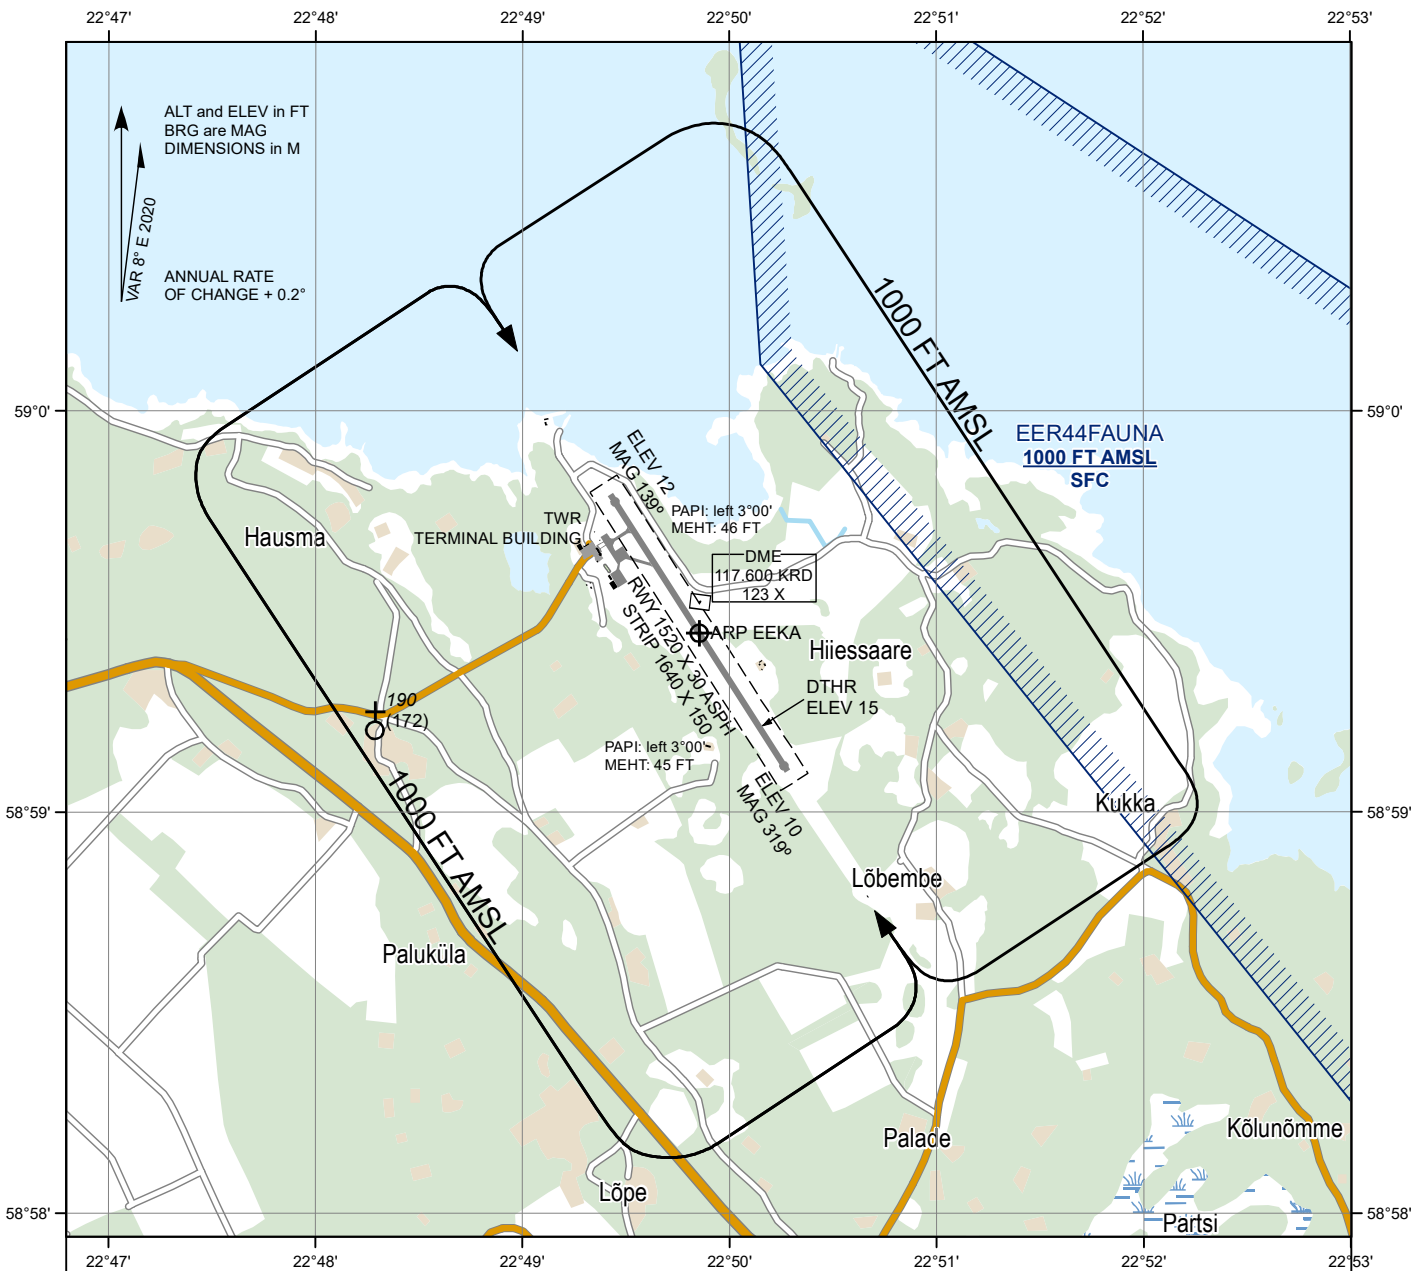 22°47'
22°48'
22°49'
22°50'
22°51'
22°52'
22°53'
ALT and ELEV in FT
BRG are MAG
DIMENSIONS in M
VAR 8° E 2020
ANNUAL RATE
OF CHANGE + 0.2°
1000 FT AMSL
59°0'
59°0'
EER44FAUNA
1000 FT AMSL
SFC
ELEV 12
MAG 139º
PAPI: left 3°00'
MEHT: 46 FT
TWR
TERMINAL BUILDING
Hausma
DME
117.600 KRD
123 X
RWY 1520 X 30 ASPH
STRIP 1640 X 150
ARP EEKA
Hiiessaare
DTHR
ELEV 15
190
(172)
PAPI: left 3°00'
MEHT: 45 FT
ELEV 10
MAG 319º
1000 FT AMSL
58°59'
58°59'
Kukka
Lõbembe
Paluküla
Palade
Kõlunõmme
Lõpe
Partsi
58°58'
58°58'
22°47'
22°48'
22°49'
22°50'
22°51'
22°52'
22°53'